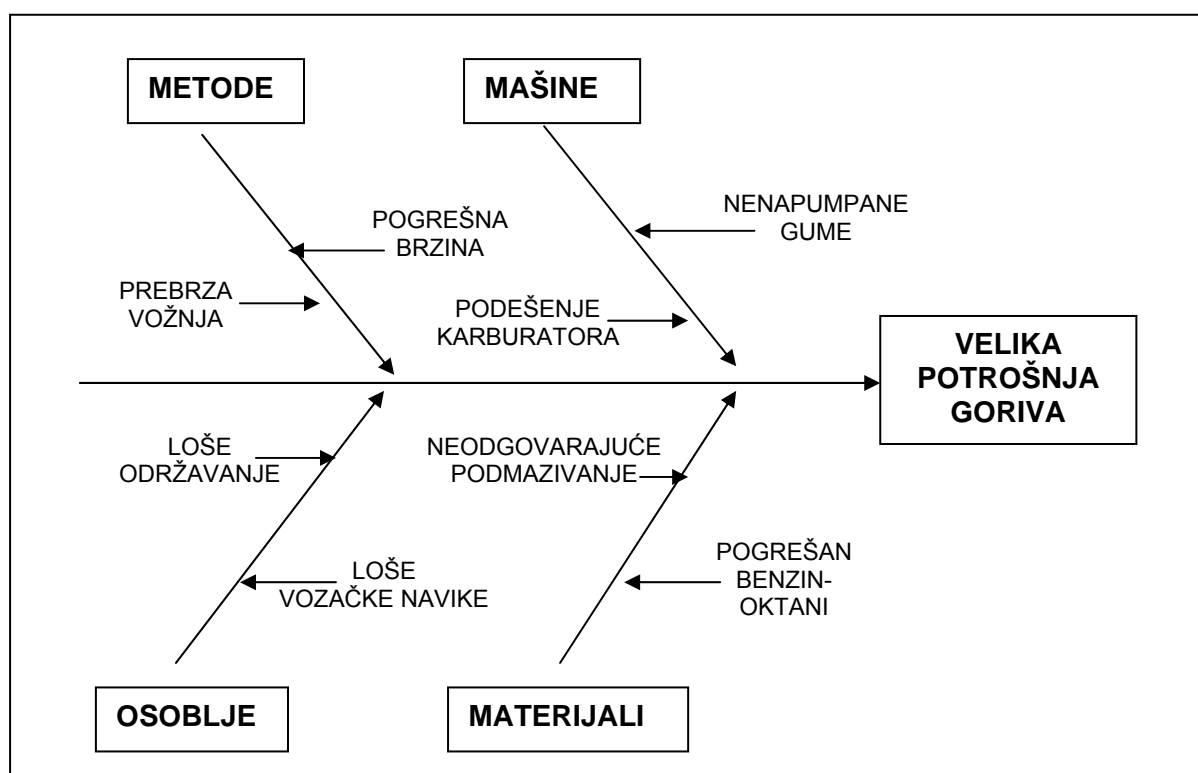 METODE
MAŠINE
POGREŠNA
BRZINA
NENAPUMPANE
GUME
PREBRZA
VOŽNJA
PODEŠENJE
KARBURATORA
VELIKA
POTROŠNJA
GORIVA
LOŠE
ODRŽAVANJE
NEODGOVARAJUĆE
PODMAZIVANJE
LOŠE
VOZAČKE NAVIKE
POGREŠAN
BENZIN-
OKTANI
OSOBLJE
MATERIJALI